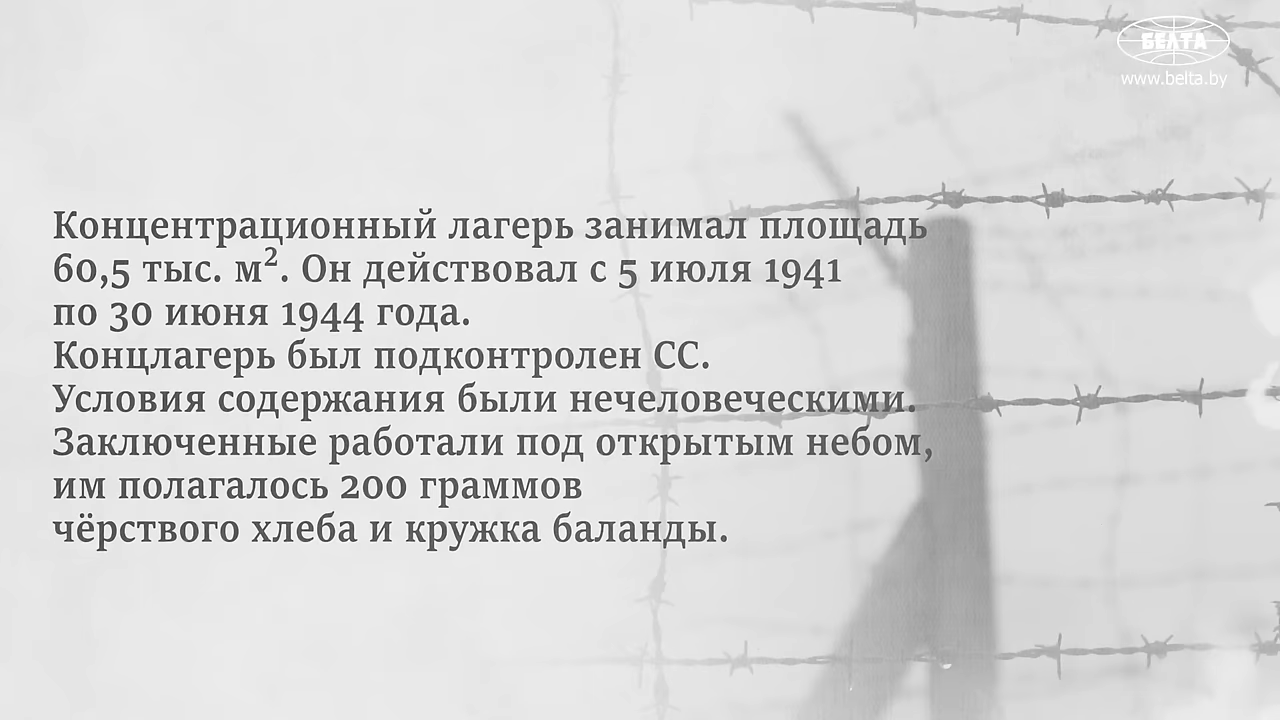 БЕЛТА
www.belta.by
Концентрационный лагерь занимал площадь
60,5 тыс. м². Он действовал с 5 июля 1941
по 30 июня 1944 года.
Концлагерь был подконтролен СС.
Условия содержания были нечеловеческими.
Заключенные работали под открытым небом,
им полагалось 200 граммов
чёрствого хлеба и кружка баланды.